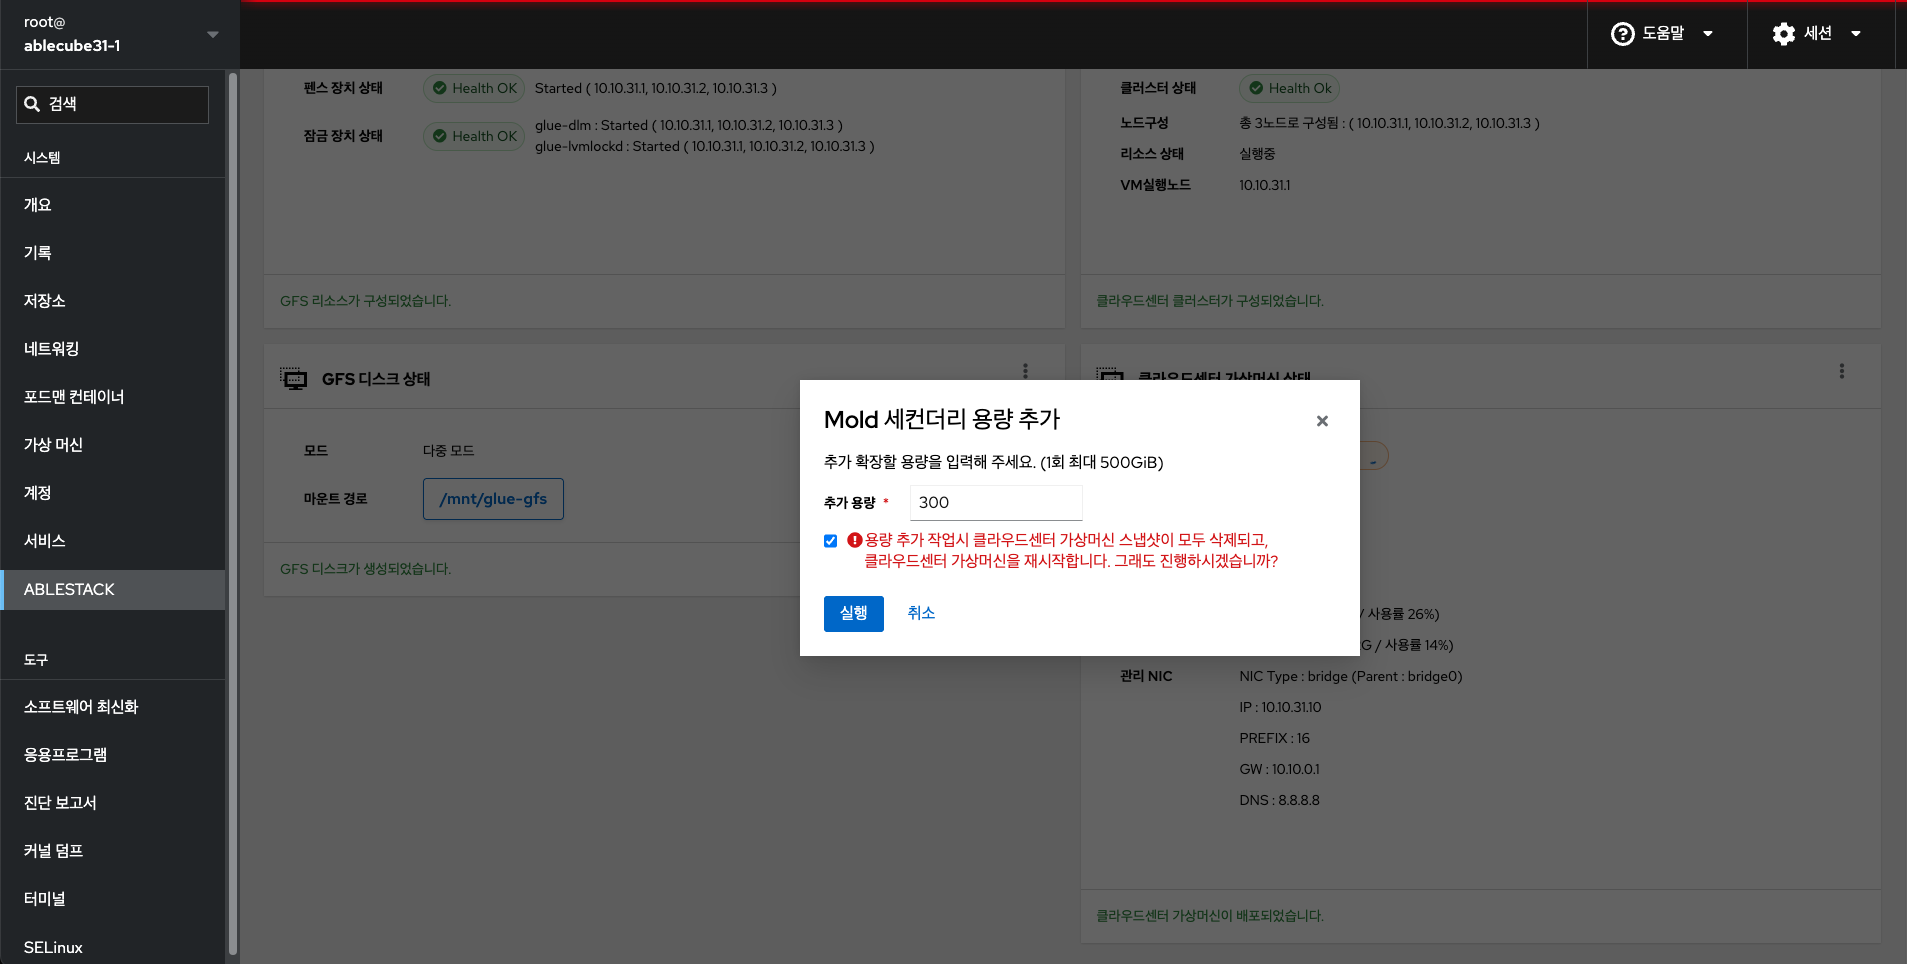 root@
ablecube31-1
도움말
세션
검색
시스템
개요
기록
저장소
네트워킹
포드맨 컨테이너
가상 머신
계정
서비스
ABLESTACK
도구
소프트웨어 최신화
응용프로그램
진단 보고서
커널 덤프
터미널
SELinux
펜스 장치 상태
Health OK
Started ( 10.10.31.1, 10.10.31.2, 10.10.31.3 )
잠금 장치 상태
Health OK
glue-dlm : Started ( 10.10.31.1, 10.10.31.2, 10.10.31.3 )
glue-lvmlockd : Started ( 10.10.31.1, 10.10.31.2, 10.10.31.3 )
GFS 리소스가 구성되었습니다.
클러스터 상태
Health Ok
노드구성
총 3노드로 구성됨 : ( 10.10.31.1, 10.10.31.2, 10.10.31.3 )
리소스 상태
실행중
VM실행노드
10.10.31.1
클라우드센터 클러스터가 구성되었습니다.
GFS 디스크 상태
모드
다중 모드
마운트 경로
/mnt/glue-gfs
GFS 디스크가 생성되었습니다.
클라우드센터 가상머신 상태
Mold 세컨더리 용량 추가
추가 확장할 용량을 입력해 주세요. (1회 최대 500GiB)
추가 용량 *
300
용량 추가 작업시 클라우드센터 가상머신 스냅샷이 모두 삭제되고,
클라우드센터 가상머신을 재시작합니다. 그래도 진행하시겠습니까?
실행
취소
/ 사용률 26%)
G / 사용률 14%)
관리 NIC
NIC Type : bridge (Parent : bridge0)
IP : 10.10.31.10
PREFIX : 16
GW : 10.10.0.1
DNS : 8.8.8.8
클라우드센터 가상머신이 배포되었습니다.